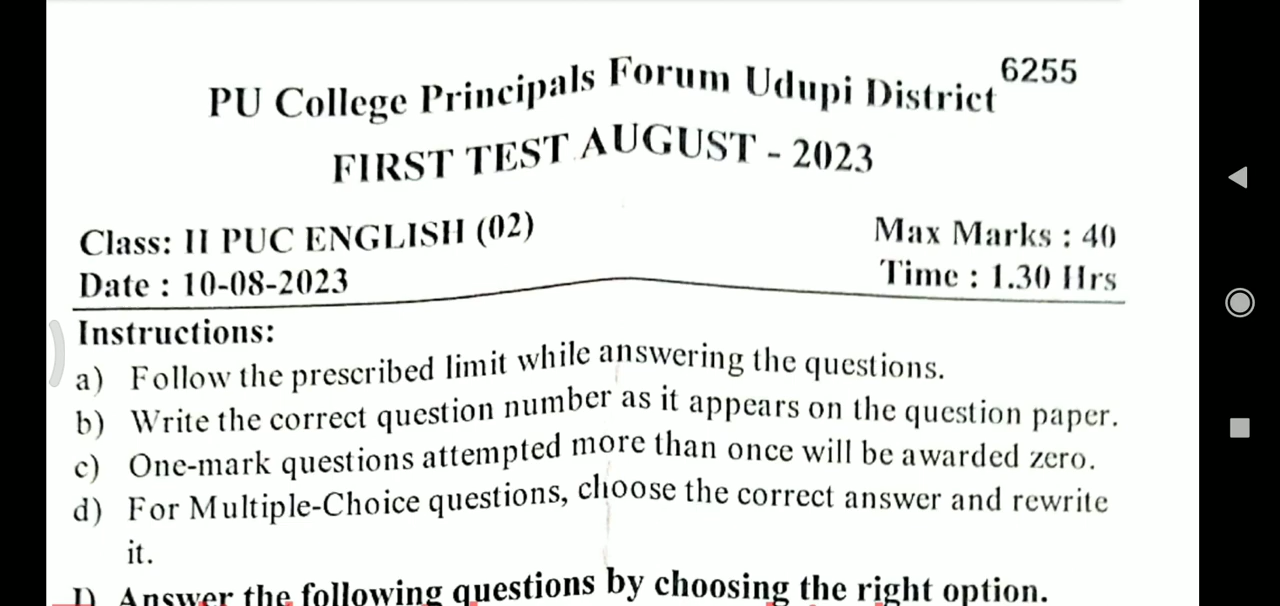 6255
PU College Principals Forum Udupi District
FIRST TEST AUGUST - 2023
Class: II PUC ENGLISH (02)
Max Marks : 40
Date : 10-08-2023
Time : 1.30 Hrs
Instructions:
a) Follow the prescribed limit while answering the questions.
b) Write the correct question number as it appears on the question paper.
c) One-mark questions attempted more than once will be awarded zero.
d) For Multiple-Choice questions, choose the correct answer and rewrite
it.
I) Answer the following questions by choosing the right option.